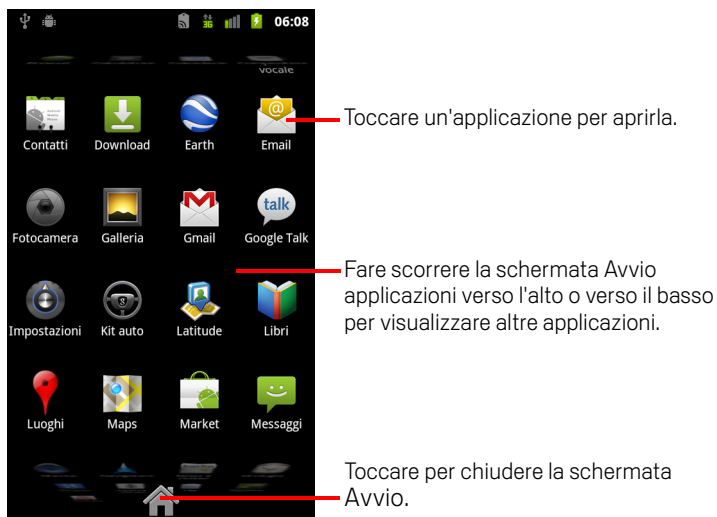 3G 06:08
vocale
Contatti Download Earth Email
Toccare un'applicazione per aprirla.
Fotocamera Galleria Gmail Google Talk
talk
Fare scorrere la schermata Avvio
applicazioni verso l'alto o verso il basso
per visualizzare altre applicazioni.
Impostazioni Kit auto Latitude Libri
Luoghi Maps Market Messaggi
Toccare per chiudere la schermata
Avvio.